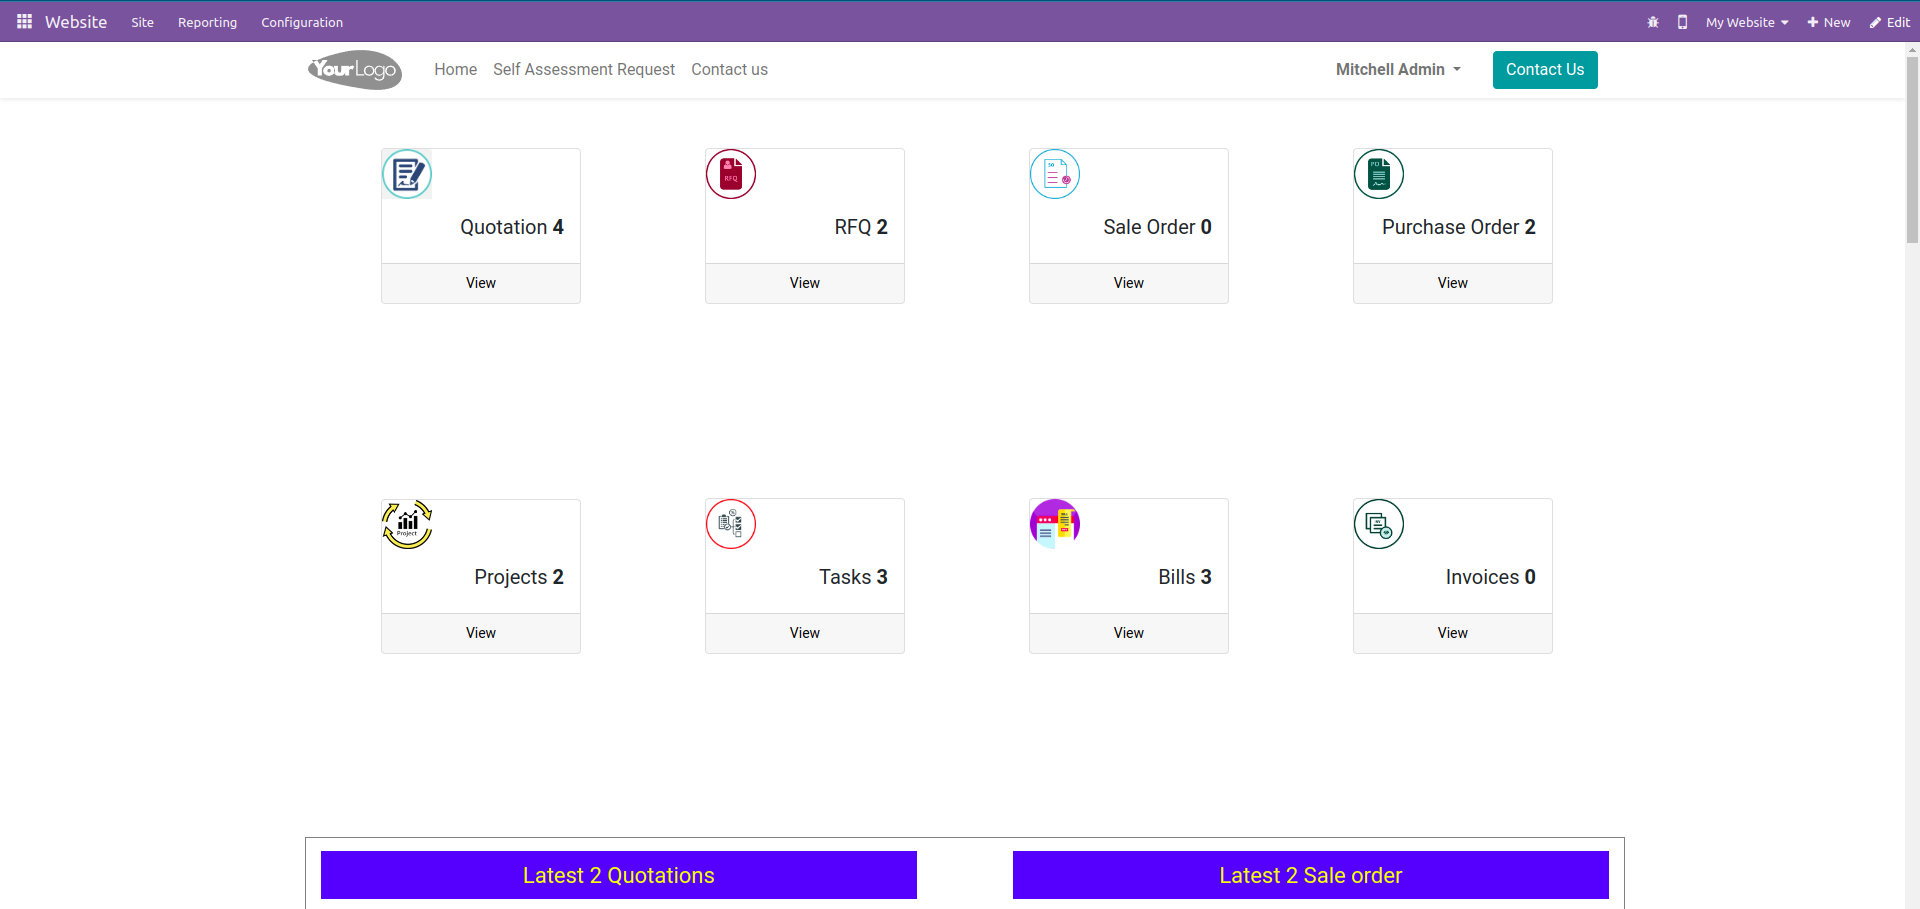 Website Site Reporting Configuration My Website New Edit
YourLogo Home Self Assessment Request Contact us Mitchell Admin Contact Us
RFQ SO PO
Quotation 4 RFQ 2 Sale Order 0 Purchase Order 2
View View View View
Project
Projects 2 Tasks 3 Bills 3 Invoices 0
View View View View
Latest 2 Quotations Latest 2 Sale order